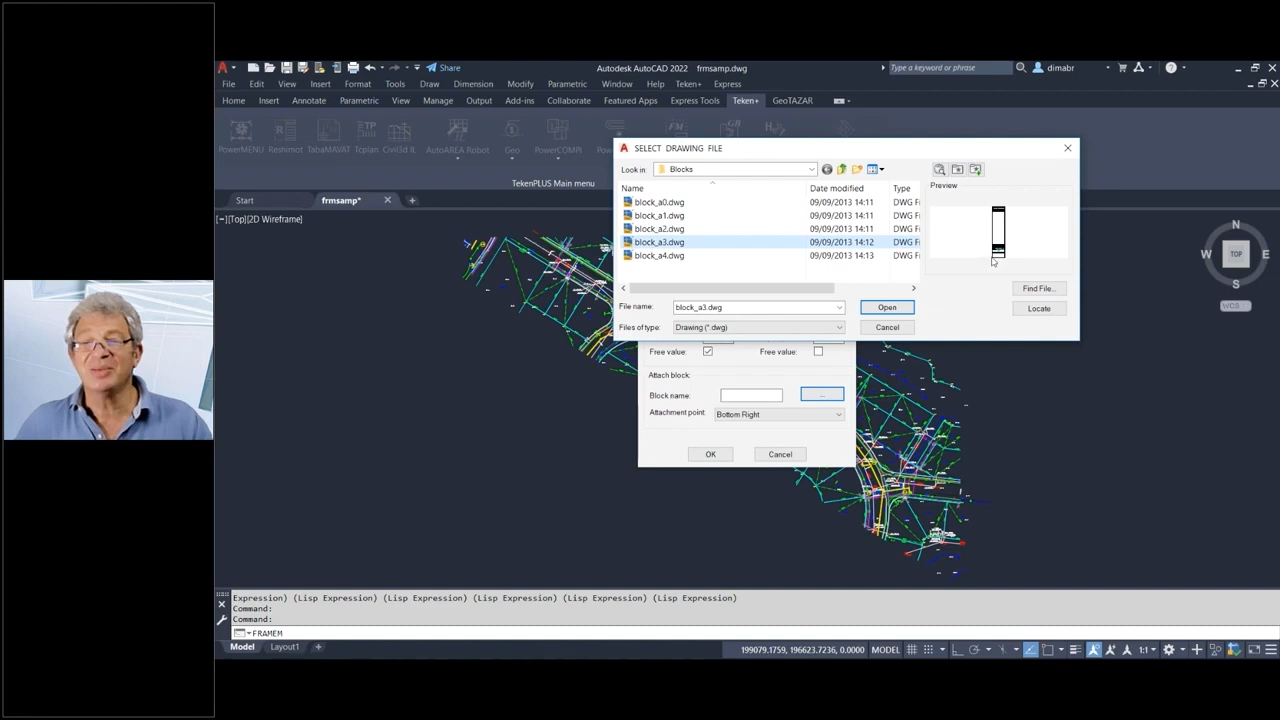 Share
Autodesk AutoCAD 2022 frmsamp.dwg
Type a keyword or phrase
dimabr
File Edit View Insert Format Tools Draw Dimension Modify Parametric Window Help Teken+ Express
Home Insert Annotate Parametric View Manage Output Add-ins Collaborate Featured Apps Express Tools Teken+ GeoTAZAR
PowerMENU Reshimot TabaMAVAT Tcplan Civil3d IL AutoAREA Robot Geo PowerCOMPI
TekenPLUS Main menu
Start frmsamp*
[−][Top][2D Wireframe]
SELECT DRAWING FILE
Look in: Blocks
Name Date modified Type
block_a0.dwg 09/09/2013 14:11 DWG Fi
block_a1.dwg 09/09/2013 14:11 DWG Fi
block_a2.dwg 09/09/2013 14:11 DWG Fi
block_a3.dwg 09/09/2013 14:12 DWG Fi
block_a4.dwg 09/09/2013 14:13 DWG Fi
Preview
File name: block_a3.dwg Open
Files of type: Drawing (*.dwg) Cancel
Find File...
Locate
N
W TOP E
S
WCS
Free value: Free value:
Attach block:
Block name: ...
Attachment point: Bottom Right
OK Cancel
Expression) (Lisp Expression) (Lisp Expression) (Lisp Expression) (Lisp Expression)
Command:
Command:
FRAMEM
Model Layout1 +
199079.1759, 196623.7236, 0.0000 MODEL 1:1